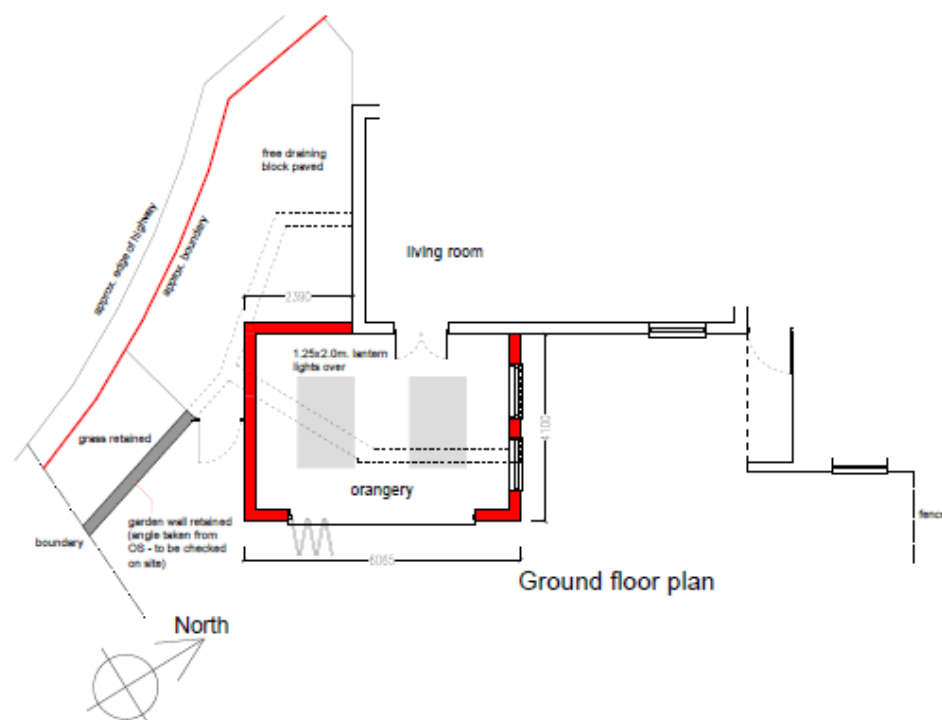 free draining
block paved
approx. edge of highway
approx. boundary
living room
2390
1.25x2.0m. lantern
lights over
4100
grass retained
orangery
garden wall retained
(angle taken from
OS - to be checked
on site)
boundary
6065
fence
Ground floor plan
North